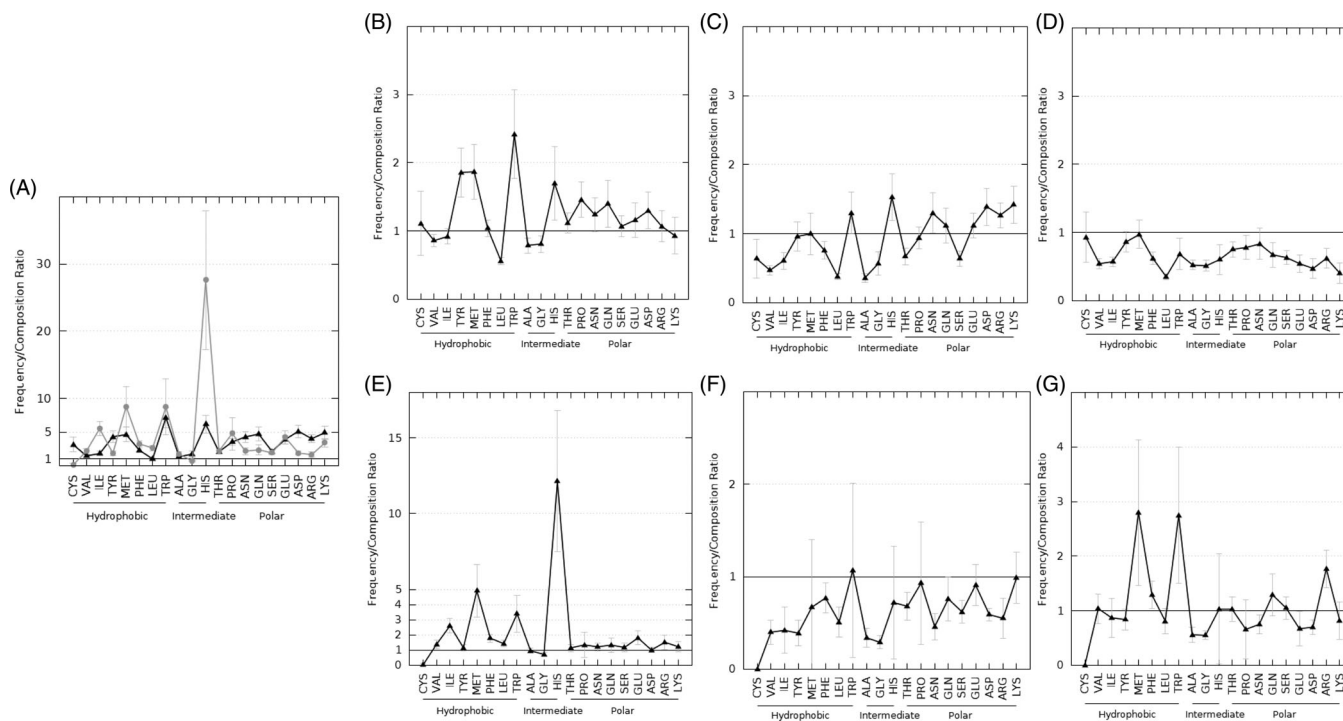 (A)
Frequency/Composition Ratio
30
20
10
5
1
CYS VAL ILE TYR MET PHE LEU TRP ALA GLY HIS THR PRO ASN GLN SER GLU ASP ARG LYS
Hydrophobic Intermediate Polar
(B)
Frequency/Composition Ratio
3
2
1
0
CYS VAL ILE TYR MET PHE LEU TRP ALA GLY HIS THR PRO ASN GLN SER GLU ASP ARG LYS
Hydrophobic Intermediate Polar
(C)
Frequency/Composition Ratio
3
2
1
0
CYS VAL ILE TYR MET PHE LEU TRP ALA GLY HIS THR PRO ASN GLN SER GLU ASP ARG LYS
Hydrophobic Intermediate Polar
(D)
Frequency/Composition Ratio
3
2
1
0
CYS VAL ILE TYR MET PHE LEU TRP ALA GLY HIS THR PRO ASN GLN SER GLU ASP ARG LYS
Hydrophobic Intermediate Polar
(E)
Frequency/Composition Ratio
15
10
5
4
3
2
1
0
CYS VAL ILE TYR MET PHE LEU TRP ALA GLY HIS THR PRO ASN GLN SER GLU ASP ARG LYS
Hydrophobic Intermediate Polar
(F)
Frequency/Composition Ratio
2
1
0
CYS VAL ILE TYR MET PHE LEU TRP ALA GLY HIS THR PRO ASN GLN SER GLU ASP ARG LYS
Hydrophobic Intermediate Polar
(G)
Frequency/Composition Ratio
5
4
3
2
1
0
CYS VAL ILE TYR MET PHE LEU TRP ALA GLY HIS THR PRO ASN GLN SER GLU ASP ARG LYS
Hydrophobic Intermediate Polar